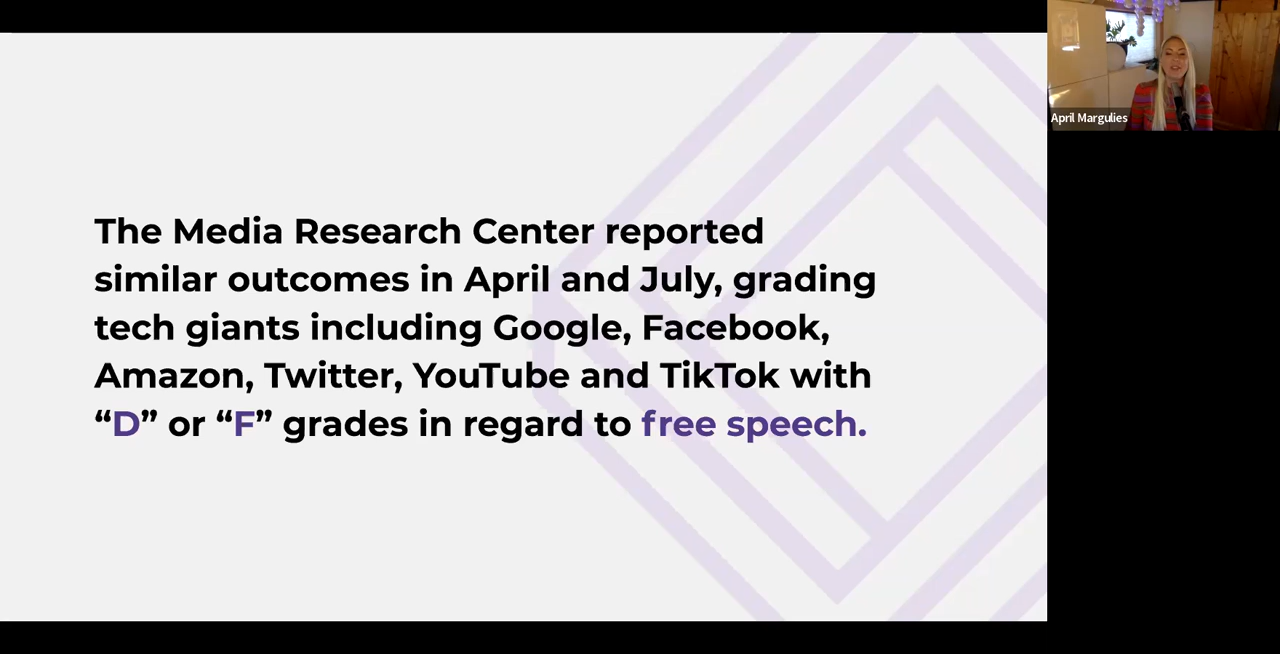 The Media Research Center reported
similar outcomes in April and July, grading
tech giants including Google, Facebook,
Amazon, Twitter, YouTube and TikTok with
“D” or “F” grades in regard to free speech.
April Margulies